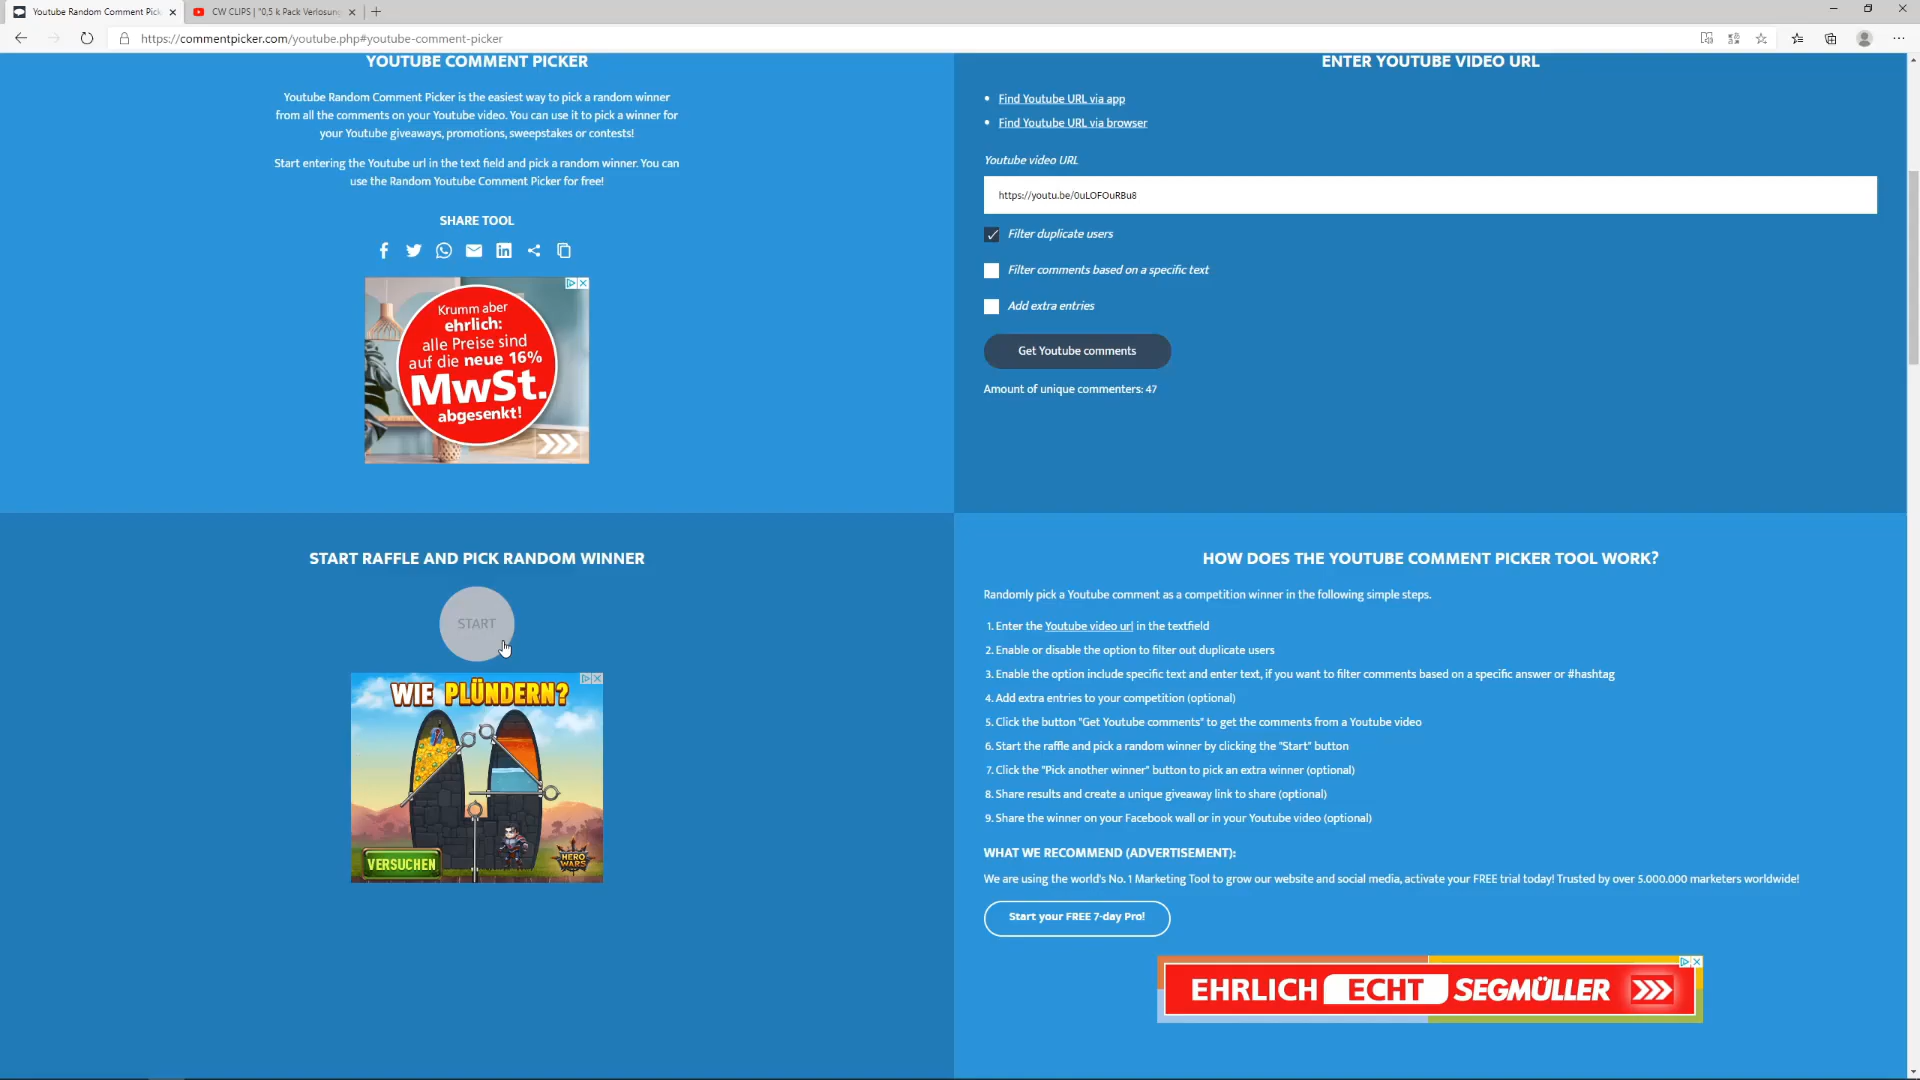 Youtube Random Comment Pick
CW CLIPS | "0,5 k Pack Verlosung
https://commentpicker.com/youtube.php#youtube-comment-picker
YOUTUBE COMMENT PICKER
Youtube Random Comment Picker is the easiest way to pick a random winner
from all the comments on your Youtube video. You can use it to pick a winner for
your Youtube giveaways, promotions, sweepstakes or contests!
Start entering the Youtube url in the text field and pick a random winner. You can
use the Random Youtube Comment Picker for free!
SHARE TOOL
Krumm aber
ehrlich:
alle Preise sind
auf die neue 16%
MwSt.
abgesenkt!
ENTER YOUTUBE VIDEO URL
Find Youtube URL via app
Find Youtube URL via browser
Youtube video URL
https://youtu.be/0uLOFOuRBu8
Filter duplicate users
Filter comments based on a specific text
Add extra entries
Get Youtube comments
Amount of unique commenters: 47
START RAFFLE AND PICK RANDOM WINNER
START
WIE PLÜNDERN?
VERSUCHEN
HERO
WARS
HOW DOES THE YOUTUBE COMMENT PICKER TOOL WORK?
Randomly pick a Youtube comment as a competition winner in the following simple steps.
1. Enter the Youtube video url in the textfield
2. Enable or disable the option to filter out duplicate users
3. Enable the option include specific text and enter text, if you want to filter comments based on a specific answer or #hashtag
4. Add extra entries to your competition (optional)
5. Click the button "Get Youtube comments" to get the comments from a Youtube video
6. Start the raffle and pick a random winner by clicking the "Start" button
7. Click the "Pick another winner" button to pick an extra winner (optional)
8. Share results and create a unique giveaway link to share (optional)
9. Share the winner on your Facebook wall or in your Youtube video (optional)
WHAT WE RECOMMEND (ADVERTISEMENT):
We are using the world's No. 1 Marketing Tool to grow our website and social media, activate your FREE trial today! Trusted by over 5.000.000 marketers worldwide!
Start your FREE 7-day Pro!
EHRLICH ECHT SEGMÜLLER